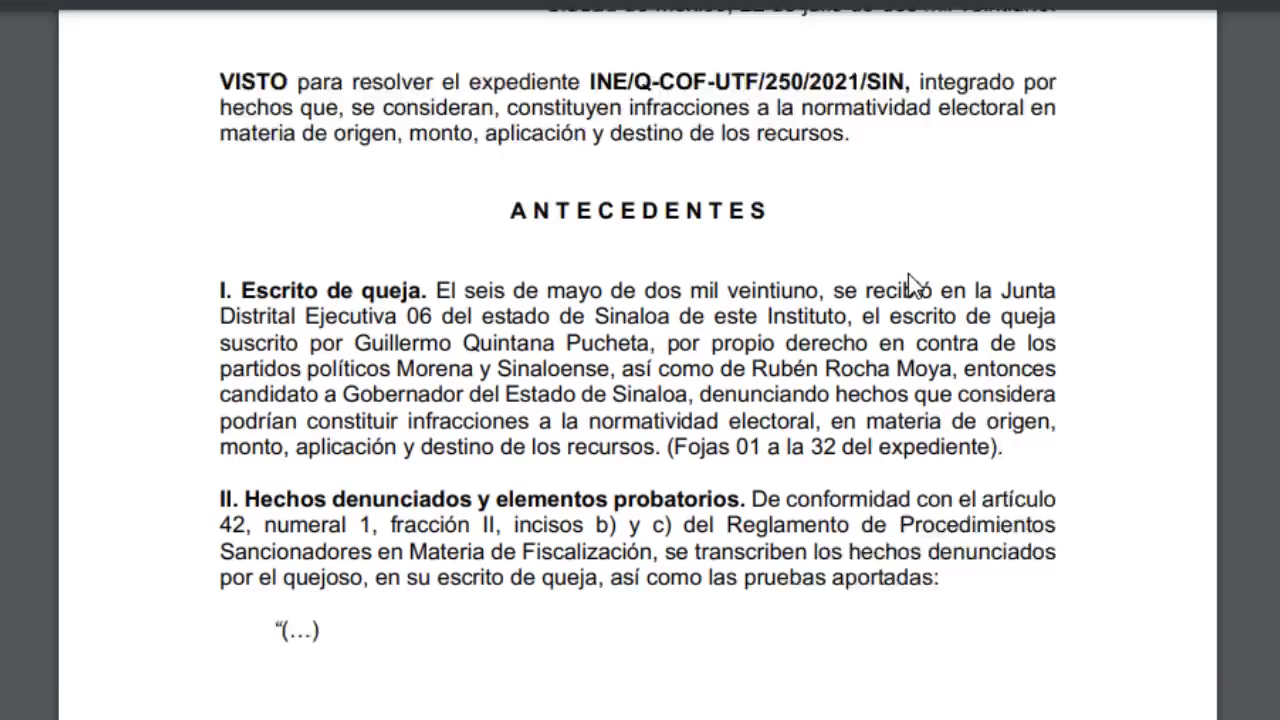 VISTO para resolver el expediente INE/Q-COF-UTF/250/2021/SIN, integrado por
hechos que, se consideran, constituyen infracciones a la normatividad electoral en
materia de origen, monto, aplicación y destino de los recursos.
A N T E C E D E N T E S
I. Escrito de queja. El seis de mayo de dos mil veintiuno, se recibió en la Junta
Distrital Ejecutiva 06 del estado de Sinaloa de este Instituto, el escrito de queja
suscrito por Guillermo Quintana Pucheta, por propio derecho en contra de los
partidos políticos Morena y Sinaloense, así como de Rubén Rocha Moya, entonces
candidato a Gobernador del Estado de Sinaloa, denunciando hechos que considera
podrían constituir infracciones a la normatividad electoral, en materia de origen,
monto, aplicación y destino de los recursos. (Fojas 01 a la 32 del expediente).
II. Hechos denunciados y elementos probatorios. De conformidad con el artículo
42, numeral 1, fracción II, incisos b) y c) del Reglamento de Procedimientos
Sancionadores en Materia de Fiscalización, se transcriben los hechos denunciados
por el quejoso, en su escrito de queja, así como las pruebas aportadas:
“(…)